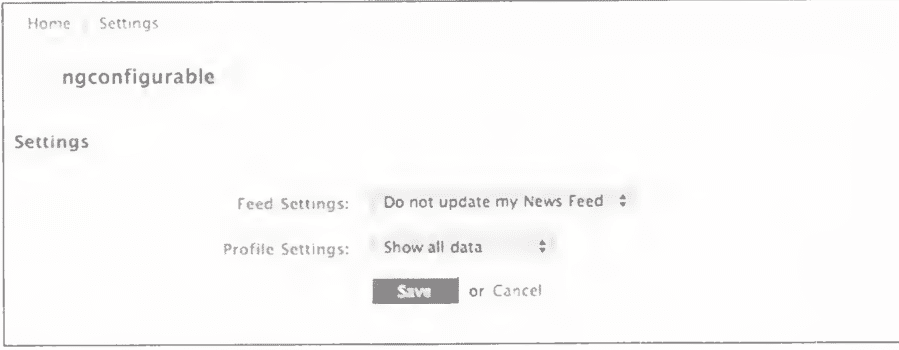 Home Settings
ngconfigurable
Settings
Feed Settings: Do not update my News Feed
Profile Settings: Show all data
Save or Cancel